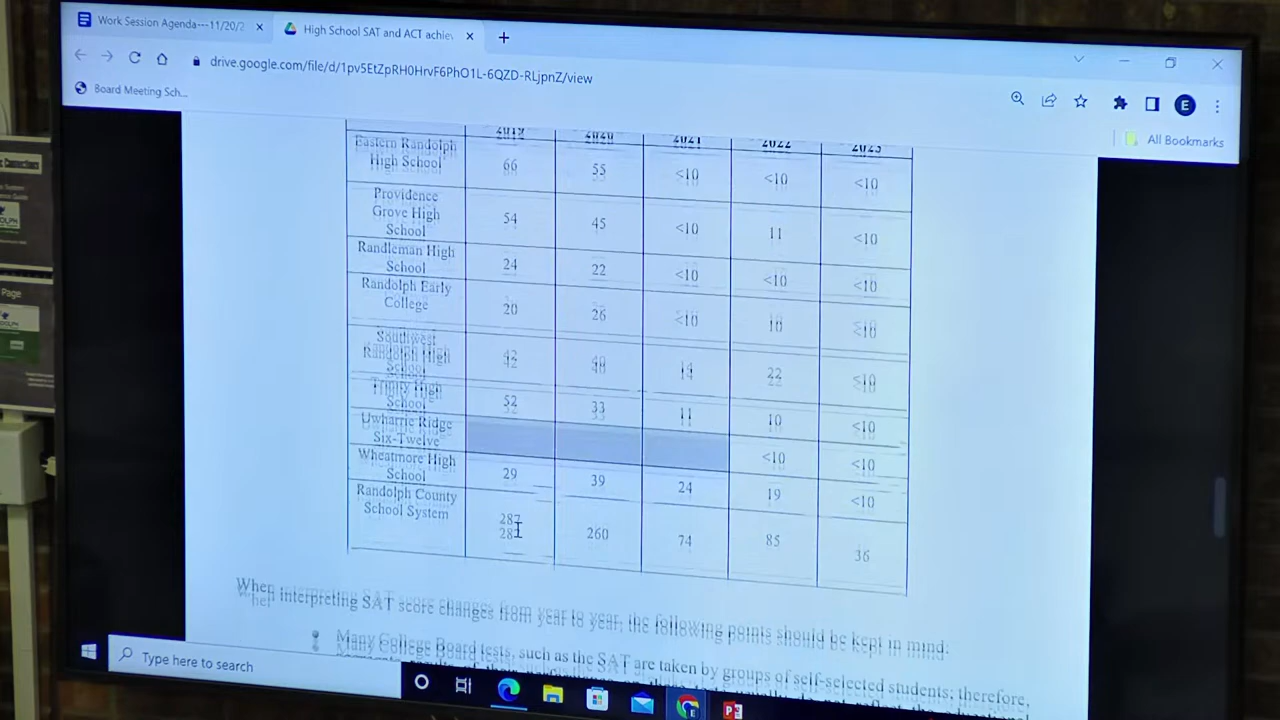 Work Session Agenda---11/20/2
High School SAT and ACT achiev
drive.google.com/file/d/1pv5EtZpRH0HrvF6PhO1L-6QZD-RLjpnZ/view
Board Meeting Sch...
E
All Bookmarks
2020 2021 2022 2023
Eastern Randolph
High School 66 55 <10 <10 <10
Providence
Grove High
School 54 45 <10 11 <10
Randleman High
School 24 22 <10 <10 <10
Randolph Early
College 20 26 <10 10 <10
Southwest
Randolph High
School 42 40 14 22 <10
Trinity High
School 52 33 11 10 <10
Uwharrie Ridge
Six-Twelve <10 <10
Wheatmore High
School 29 39 24 19 <10
Randolph County
School System 287 260 74 85 36
When interpreting SAT score changes from year to year, the following points should be kept in mind:
Many College Board tests, such as the SAT are taken by groups of self-selected students; therefore,
Type here to search
Page